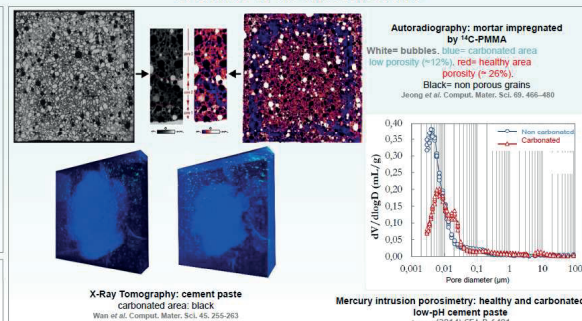 Autoradiography: mortar impregnated
by ¹⁴C-PMMA
White= bubbles. blue= carbonated area
low porosity (~12%). red= healthy area
porosity (~ 26%).
Black= non porous grains
Jeong et al. Comput. Mater. Sci. 69. 466–480
0,40
0,35
0,30
0,25
0,20
0,15
0,10
0,05
0,00
dV/dlogD (mL/g)
Non carbonated
Carbonated
0,001
0,01
0,1
1
10
100
Pore diameter (µm)
X-Ray Tomography: cement paste
carbonated area: black
Wan et al. Comput. Mater. Sci. 45. 255-263
Mercury intrusion porosimetry: healthy and carbonated
low-pH cement paste